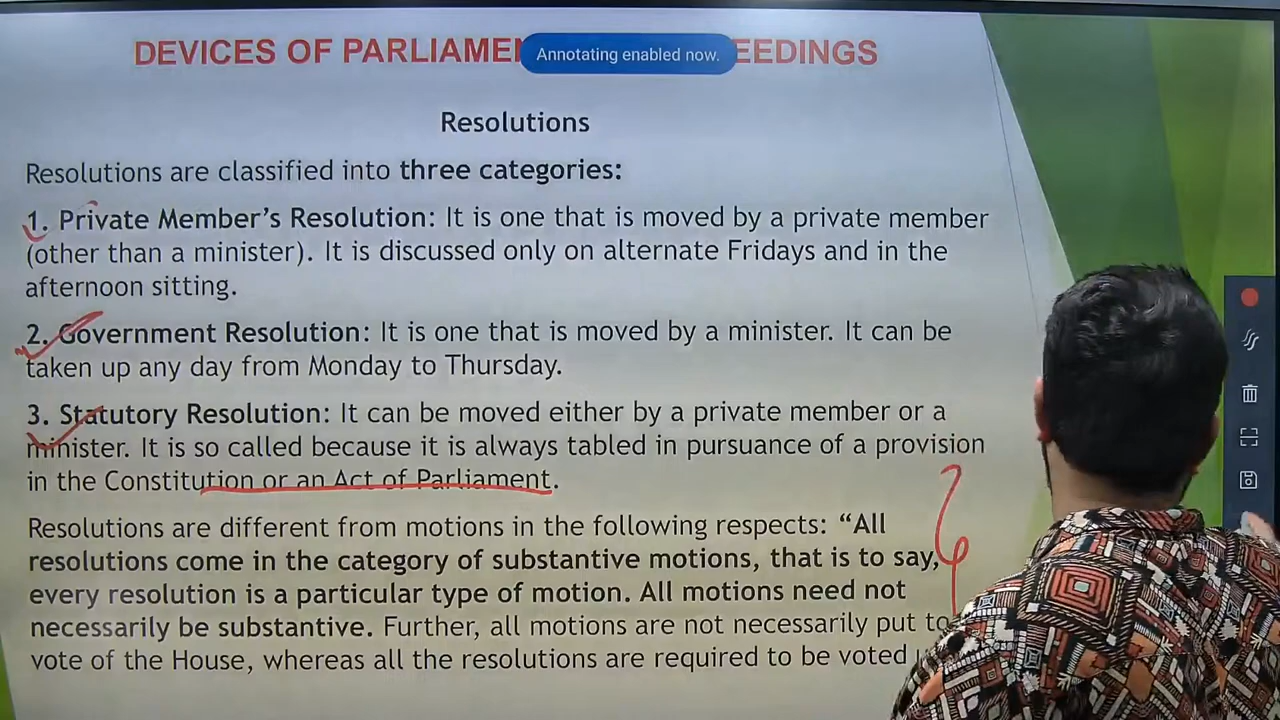 DEVICES OF PARLIAMEN EEDINGS
Annotating enabled now.
Resolutions
Resolutions are classified into three categories:
1. Private Member’s Resolution: It is one that is moved by a private member
(other than a minister). It is discussed only on alternate Fridays and in the
afternoon sitting.
2. Government Resolution: It is one that is moved by a minister. It can be
taken up any day from Monday to Thursday.
3. Statutory Resolution: It can be moved either by a private member or a
minister. It is so called because it is always tabled in pursuance of a provision
in the Constitution or an Act of Parliament.
Resolutions are different from motions in the following respects: “All
resolutions come in the category of substantive motions, that is to say,
every resolution is a particular type of motion. All motions need not
necessarily be substantive. Further, all motions are not necessarily put to
vote of the House, whereas all the resolutions are required to be voted